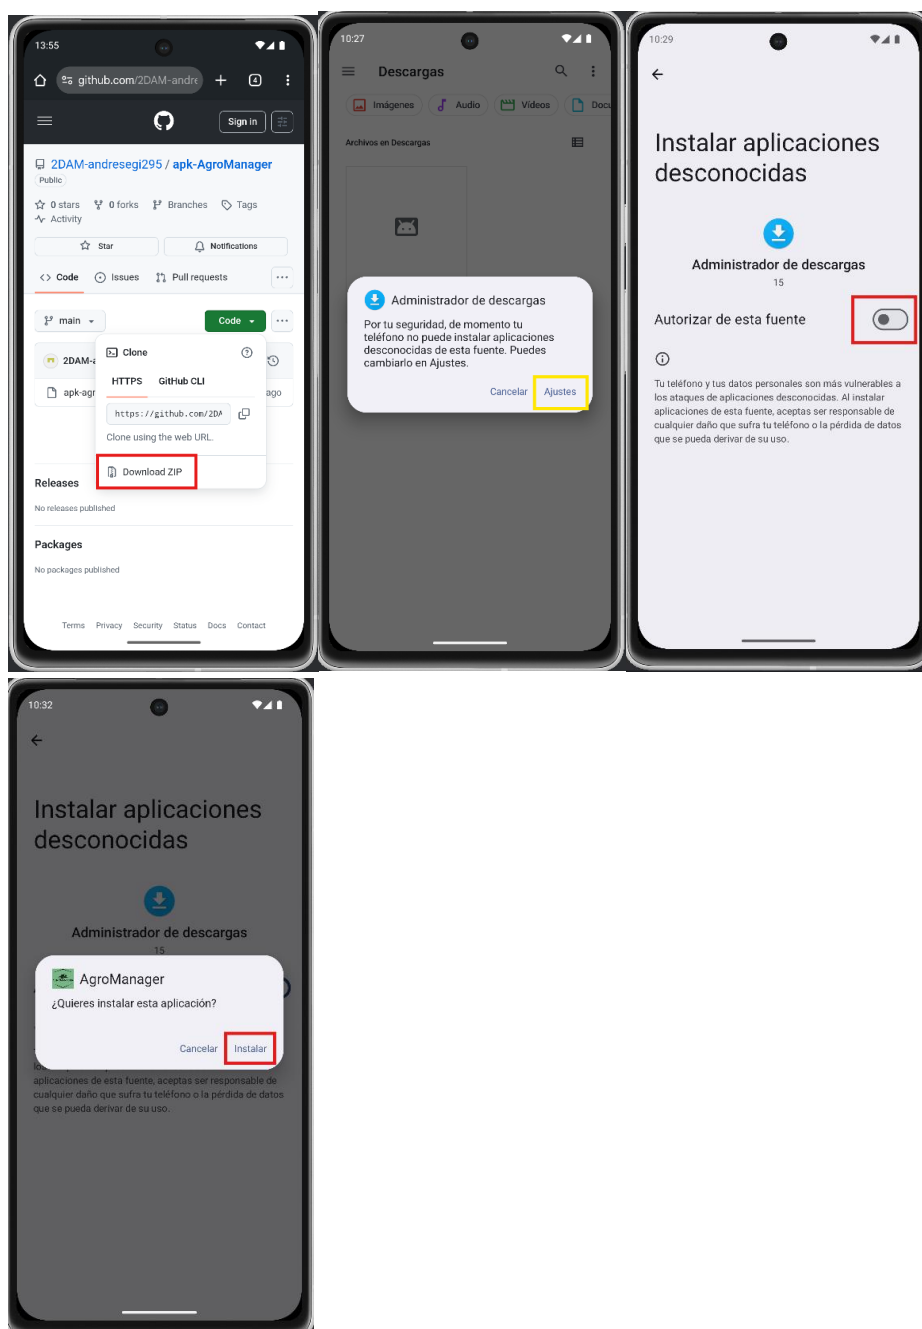 13:55
github.com/2DAM-andre
4
Sign in
2DAM-andresegi295 / apk-AgroManager
Public
0 stars 0 forks Branches Tags
Activity
Star Notifications
Code Issues Pull requests
main Code
Clone
2DAM-a
HTTPS GitHub CLI
apk-agr ago
https://github.com/2DA
Clone using the web URL.
Download ZIP
Releases
No releases published
Packages
No packages published
Terms Privacy Security Status Docs Contact
10:27
Descargas
Imágenes Audio Vídeos Docu
Archivos en Descargas
Administrador de descargas
Por tu seguridad, de momento tu
teléfono no puede instalar aplicaciones
desconocidas de esta fuente. Puedes
cambiarlo en Ajustes.
Cancelar Ajustes
10:29
Instalar aplicaciones
desconocidas
Administrador de descargas
15
Autorizar de esta fuente
Tu teléfono y tus datos personales son más vulnerables a
los ataques de aplicaciones desconocidas. Al instalar
aplicaciones de esta fuente, aceptas ser responsable de
cualquier daño que sufra tu teléfono o la pérdida de datos
que se pueda derivar de su uso.
10:32
Instalar aplicaciones
desconocidas
Administrador de descargas
15
AgroManager
¿Quieres instalar esta aplicación?
Cancelar Instalar
aplicaciones de esta fuente, aceptas ser responsable de
cualquier daño que sufra tu teléfono o la pérdida de datos
que se pueda derivar de su uso.